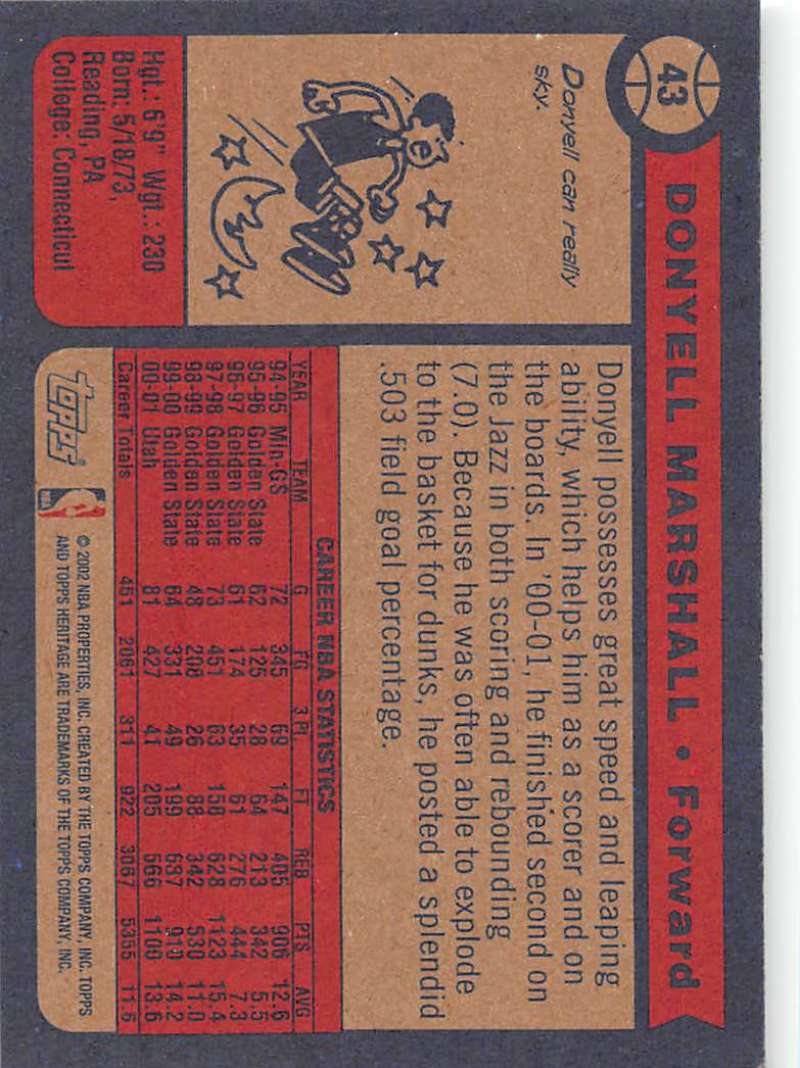 43
DONYELL MARSHALL • Forward
Donyell can really
sky.
e
Hgt.: 6'9" Wgt.: 230
Born: 5/18/73,
Reading, PA
College: Connecticut
Donyell possesses great speed and leaping
ability, which helps him as a scorer and on
the boards. In '00-01, he finished second on
the Jazz in both scoring and rebounding
(7.0). Because he was often able to explode
to the basket for dunks, he posted a splendid
.503 field goal percentage.
CAREER NBA STATISTICS
YEAR TEAM G FG 3 Pt. FT REB PTS AVG
94-95 Min-GS 72 345 69 147 405 906 12.6
95-96 Golden State 62 125 28 64 213 342 5.5
96-97 Golden State 61 174 35 61 276 444 7.3
97-98 Golden State 73 451 63 158 628 1123 15.4
98-99 Golden State 48 208 26 88 342 530 11.0
99-00 Golden State 64 331 49 199 637 910 14.2
00-01 Utah 81 427 41 205 566 1100 13.6
Career Totals 461 2061 311 922 3067 5355 11.6
Topps®
© 2002 NBA PROPERTIES, INC. CREATED BY THE TOPPS COMPANY, INC. TOPPS
AND TOPPS HERITAGE ARE TRADEMARKS OF THE TOPPS COMPANY, INC.